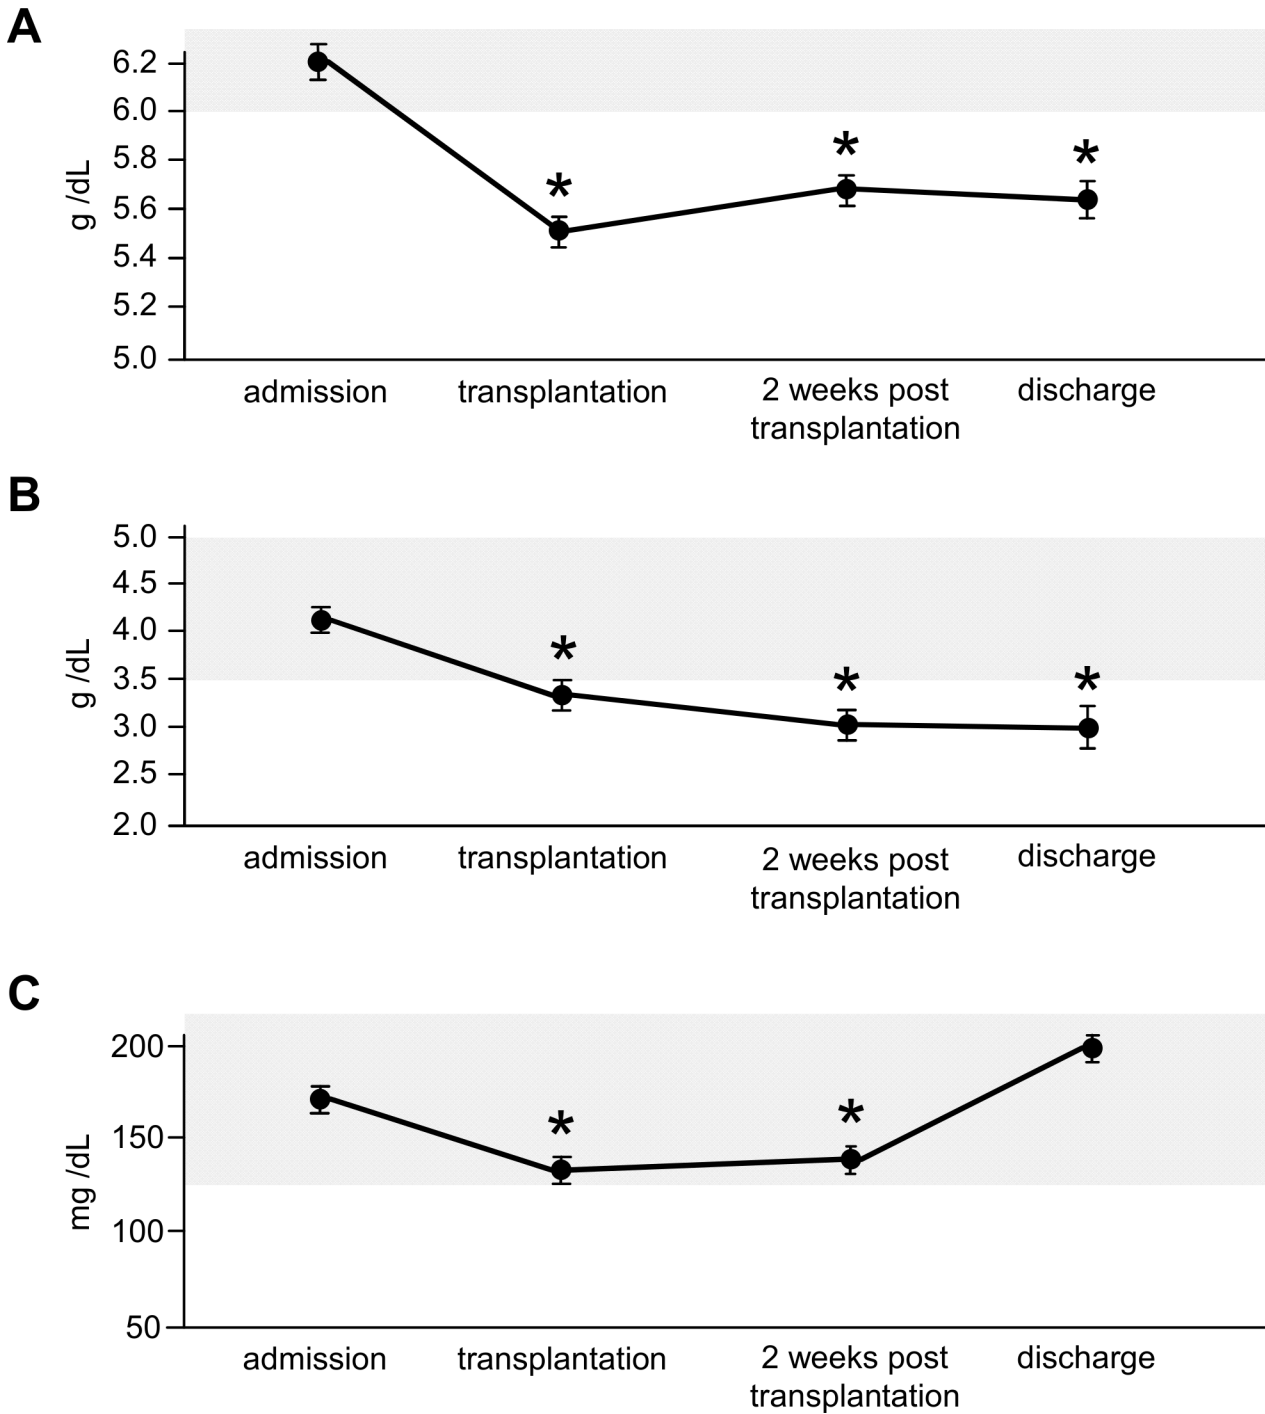 A
6.2
6.0
5.8
5.6
5.4
5.2
5.0
g /dL
*
*
*
admission
transplantation
2 weeks post
transplantation
discharge
B
5.0
4.5
4.0
3.5
3.0
2.5
2.0
g /dL
*
*
*
admission
transplantation
2 weeks post
transplantation
discharge
C
200
150
100
50
mg /dL
*
*
admission
transplantation
2 weeks post
transplantation
discharge